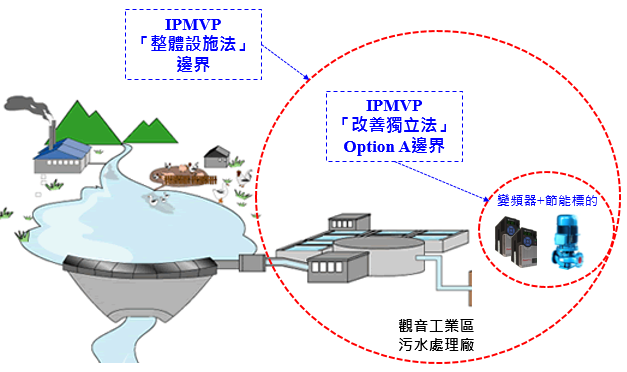 IPMVP
「整體設施法」
邊界
IPMVP
「改善獨立法」
Option A邊界
變頻器+節能標的
觀音工業區
污水處理廠